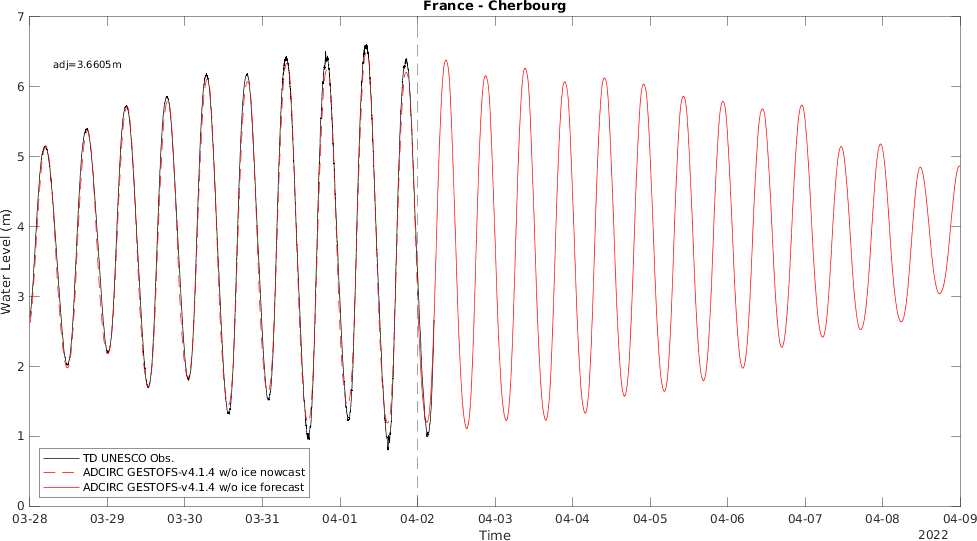 France - Cherbourg
adj=3.6605m
7
6
5
4
3
2
1
0
Water Level (m)
TD UNESCO Obs.
ADCIRC GESTOFS-v4.1.4 w/o ice nowcast
ADCIRC GESTOFS-v4.1.4 w/o ice forecast
03-28 03-29 03-30 03-31 04-01 04-02 04-03 04-04 04-05 04-06 04-07 04-08 04-09
Time
2022